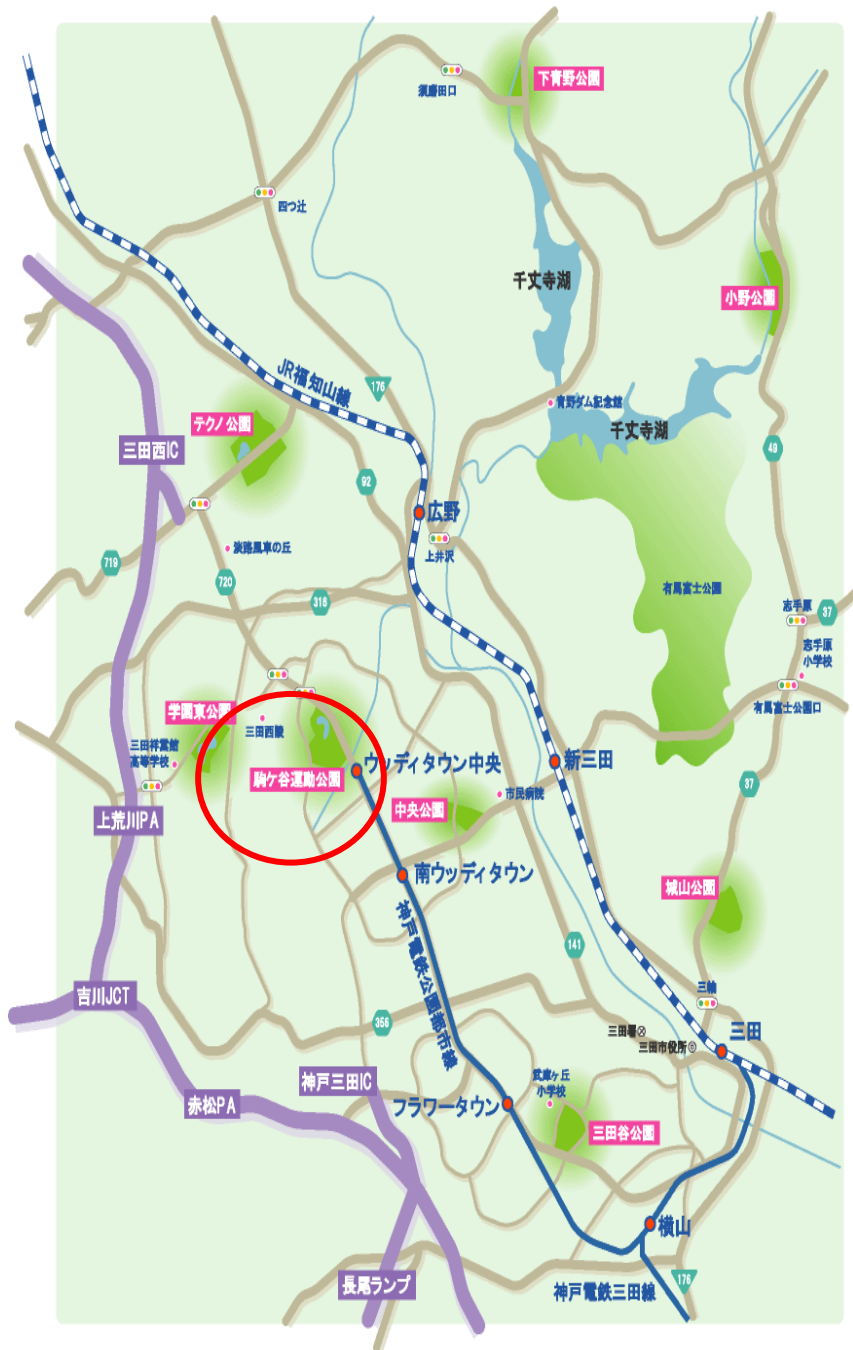 下青野公園
須磨田口
四つ辻
千丈寺湖
小野公園
JR福知山線
176
青野ダム記念館
千丈寺湖
テクノ公園
三田西IC
49
92
広野
上井沢
淡路風車の丘
719
720
有馬富士公園
316
志手原
37
志手原
小学校
学園東公園
三田西陵
有馬富士公園口
三田祥雲館
高等学校
駒ケ谷運動公園
ウッディタウン中央
新三田
37
市民病院
中央公園
上荒川PA
南ウッディタウン
城山公園
神戸電鉄公園都市線
141
吉川JCT
三輪
356
三田署
三田市役所
三田
神戸三田IC
武庫ヶ丘
小学校
赤松PA
フラワータウン
三田谷公園
横山
長尾ランプ
神戸電鉄三田線
176